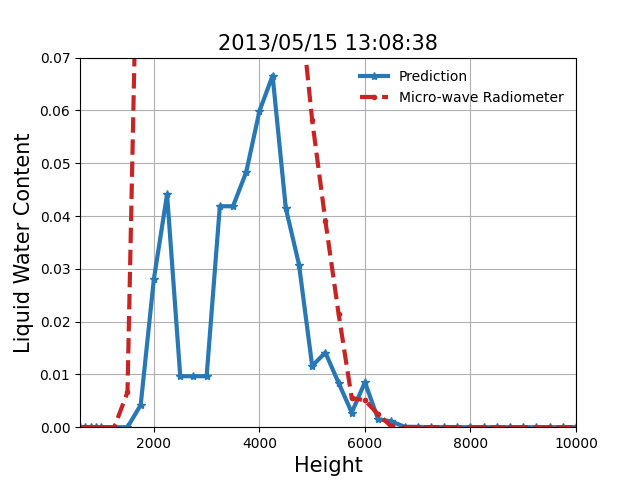 2013/05/15 13:08:38
0.07
0.06
0.05
0.04
0.03
0.02
0.01
0.00
Liquid Water Content
Prediction
Micro-wave Radiometer
2000 4000 6000 8000 10000
Height